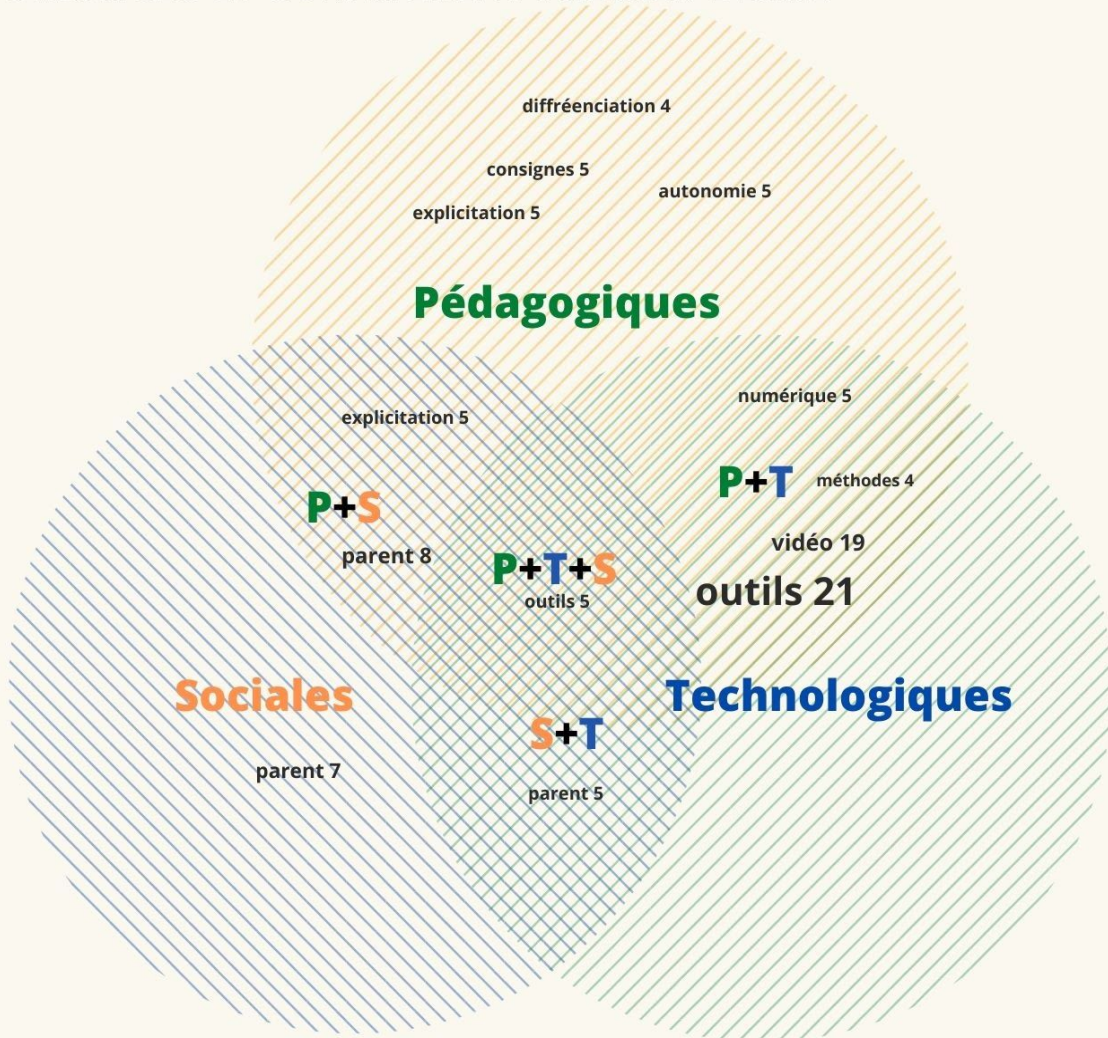 diffréenciation 4
consignes 5
autonomie 5
explicitation 5
Pédagogiques
numérique 5
explicitation 5
P+T
méthodes 4
P+S
vidéo 19
parent 8
P+T+S
outils 21
outils 5
Sociales
Technologiques
S+T
parent 7
parent 5